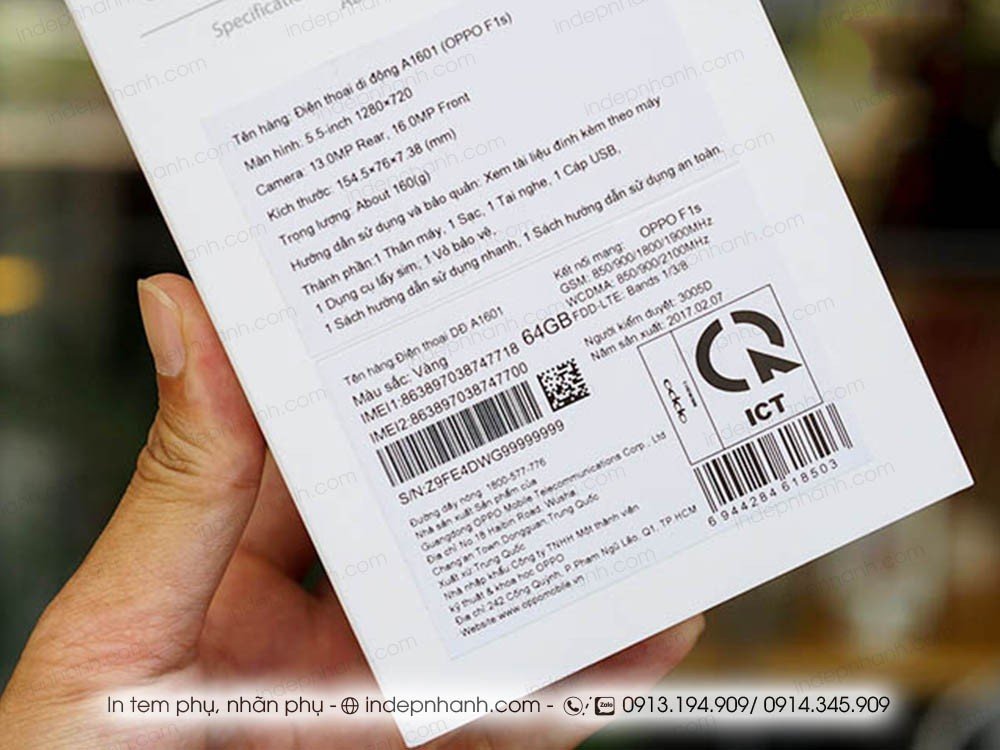 Specification
Tên hàng: Điện thoại di động A1601 (OPPO F1s)
Màn hình: 5.5-inch 1280×720
Camera: 13.0MP Rear, 16.0MP Front
Kích thước: 154.5×76×7.38 (mm)
Trọng lượng: About 160(g)
Hướng dẫn sử dụng và bảo quản: Xem tài liệu đính kèm theo máy
Thành phần:1 Thân máy, 1 Sạc, 1 Tai nghe, 1 Cáp USB,
1 Dụng cụ lấy sim, 1 Vỏ bảo vệ,
1 Sách hướng dẫn sử dụng nhanh, 1 Sách hướng dẫn sử dụng an toàn.
Tên hàng:Điện thoại DĐ A1601
Màu sắc: Vàng
IMEI1:863897038747718
64GB
IMEI2:863897038747700
S/N:Z9FE4DWG99999999
Kết nối mạng: OPPO F1s
GSM: 850/900/1800/1900MHz
WCDMA: 850/900/2100MHz
FDD-LTE: Bands 1/3/8
Người kiểm duyệt: 3005D
Năm sản xuất: 2017.02.07
oppo
ICT
6 944284 618503
Đường dây nóng: 1800-577-776
Nhà sản xuất:Sản phẩm của
Guangdong OPPO Mobile Telecommunications Corp., Ltd
Địa chỉ:No.18 Haibin Road, Wusha,
Chang'an Town,Dongguan,Trung Quốc
Xuất xứ:Trung Quốc
Nhà nhập khẩu:Công ty TNHH MM thành viên
kỹ thuật & khoa học OPPO
Địa chỉ:242 Cống Quỳnh, P.Phạm Ngũ Lão, Q1, TP.HCM
Website:www.oppomobile.vn
In tem phụ, nhãn phụ - indepnhanh.com - Zalo 0913.194.909/ 0914.345.909